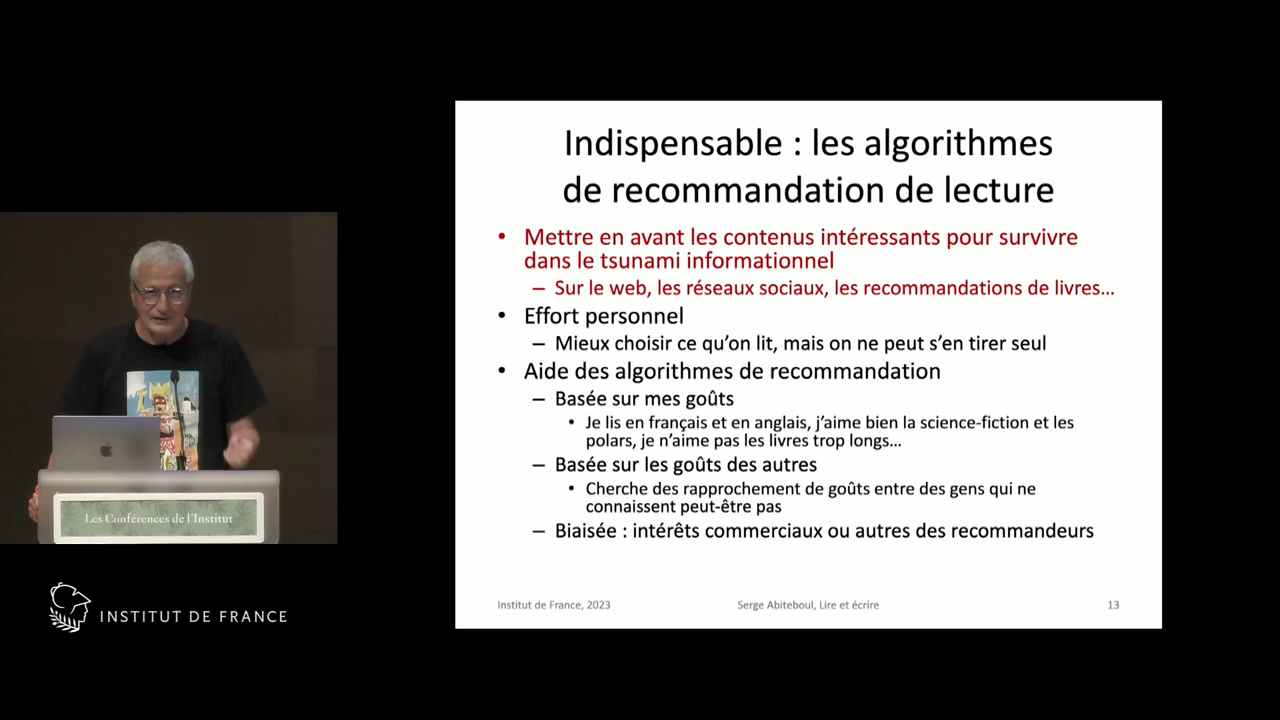 Indispensable : les algorithmes
de recommandation de lecture
• Mettre en avant les contenus intéressants pour survivre
dans le tsunami informationnel
– Sur le web, les réseaux sociaux, les recommandations de livres…
• Effort personnel
– Mieux choisir ce qu’on lit, mais on ne peut s’en tirer seul
• Aide des algorithmes de recommandation
– Basée sur mes goûts
• Je lis en français et en anglais, j’aime bien la science-fiction et les
polars, je n’aime pas les livres trop longs…
– Basée sur les goûts des autres
• Cherche des rapprochement de goûts entre des gens qui ne
connaissent peut-être pas
– Biaisée : intérêts commerciaux ou autres des recommandeurs
Institut de France, 2023
Serge Abiteboul, Lire et écrire
13
Les Conférences de l’Institut
INSTITUT DE FRANCE